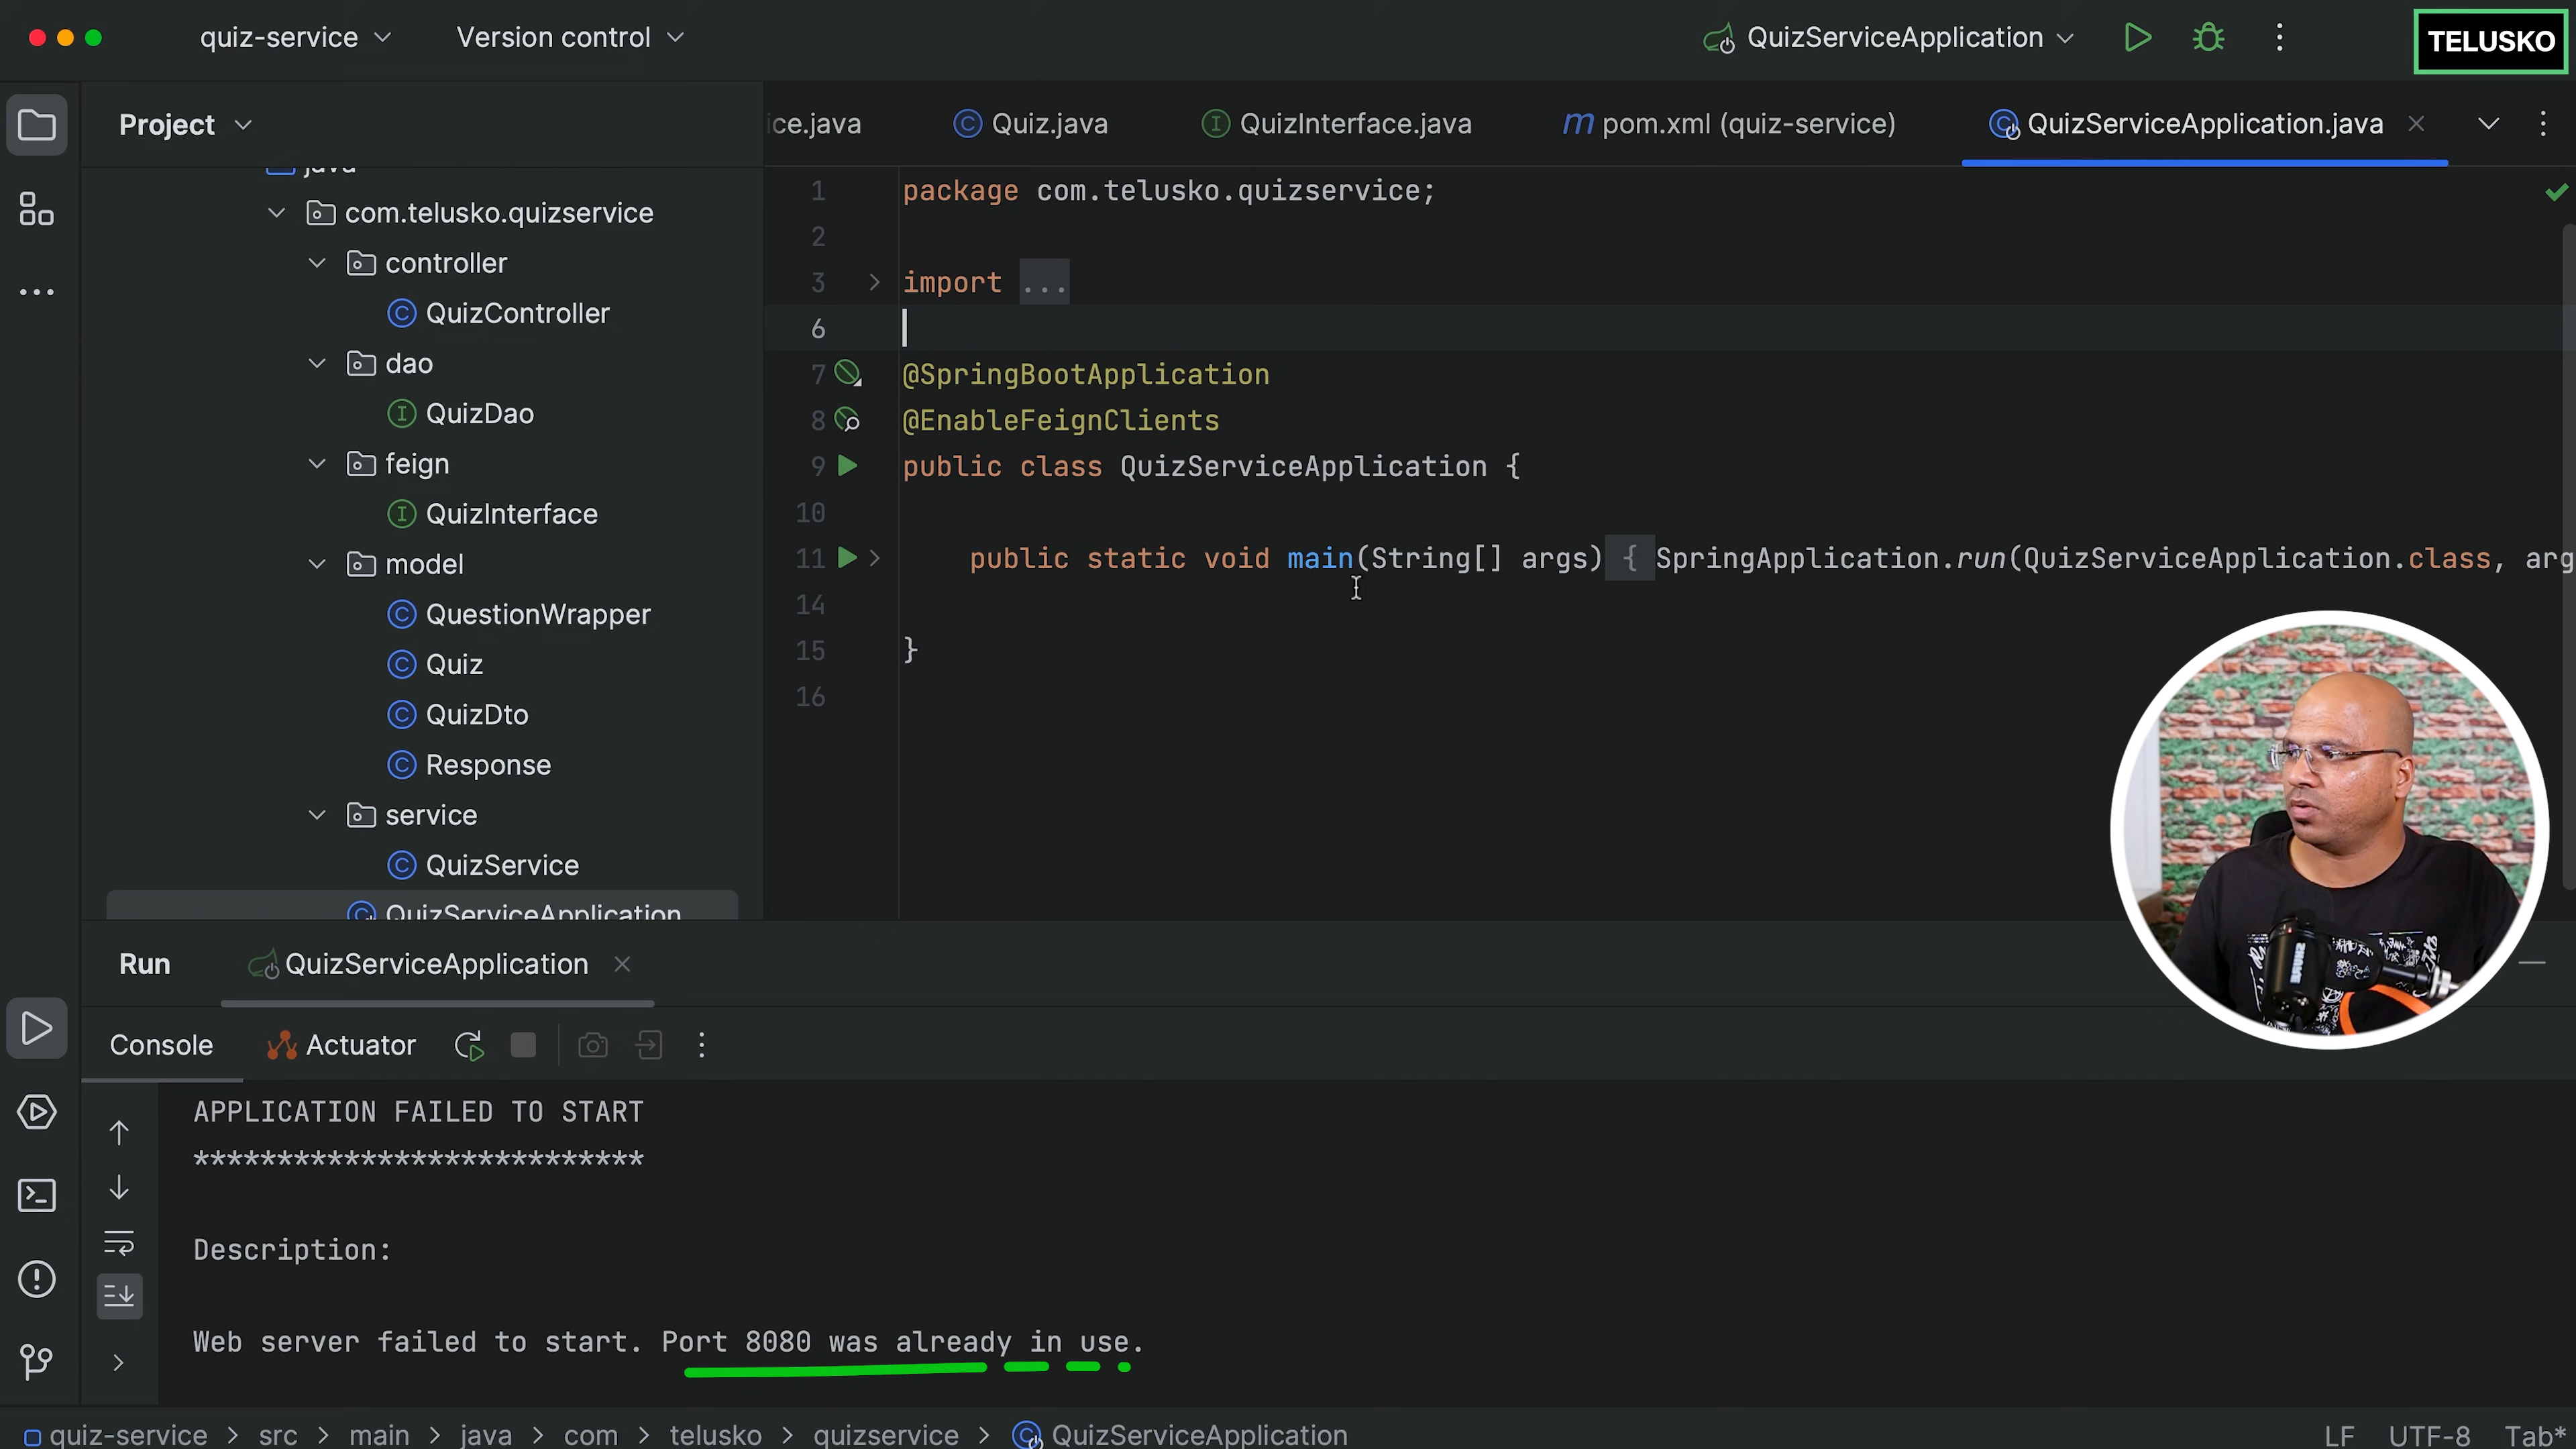 quiz-service
Version control
QuizServiceApplication
TELUSKO
Project
ice.java
Quiz.java
QuizInterface.java
pom.xml (quiz-service)
QuizServiceApplication.java
java
com.telusko.quizservice
controller
QuizController
dao
QuizDao
feign
QuizInterface
model
QuestionWrapper
Quiz
QuizDto
Response
service
QuizService
QuizServiceApplication
1 package com.telusko.quizservice;
2
3 import ...
6
7 @SpringBootApplication
8 @EnableFeignClients
9 public class QuizServiceApplication {
10
11 public static void main(String[] args) { SpringApplication.run(QuizServiceApplication.class, arg
14
15 }
16
Run
QuizServiceApplication
Console
Actuator
APPLICATION FAILED TO START
***************************
Description:
Web server failed to start. Port 8080 was already in use.
quiz-service > src > main > java > com > telusko > quizservice > QuizServiceApplication
LF UTF-8 Tab*